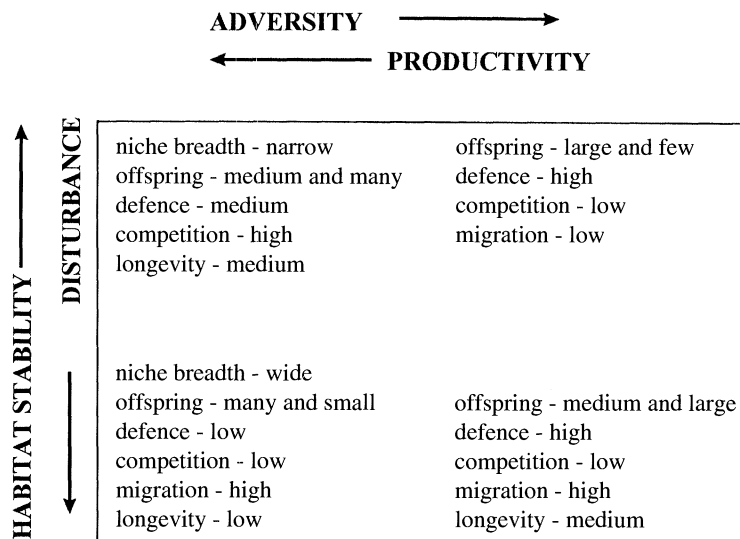 ADVERSITY
PRODUCTIVITY
HABITAT STABILITY
DISTURBANCE
niche breadth - narrow
offspring - medium and many
defence - medium
competition - high
longevity - medium
offspring - large and few
defence - high
competition - low
migration - low
niche breadth - wide
offspring - many and small
defence - low
competition - low
migration - high
longevity - low
offspring - medium and large
defence - high
competition - low
migration - high
longevity - medium